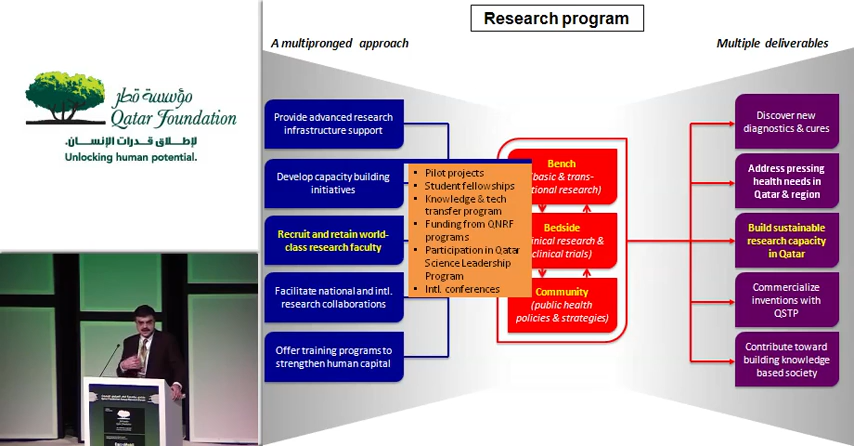 مؤسسة قطر
Qatar Foundation
لإطلاق قدرات الإنسان.
Unlocking human potential.
Research program
A multipronged approach
Multiple deliverables
Provide advanced research
infrastructure support
Develop capacity building
initiatives
Recruit and retain world-
class research faculty
Facilitate national and intl.
research collaborations
Offer training programs to
strengthen human capital
▪ Pilot projects
▪ Student fellowships
▪ Knowledge & tech
transfer program
▪ Funding from QNRF
programs
▪ Participation in Qatar
Science Leadership
Program
▪ Intl. conferences
Bench
(basic & trans-
tional research)
Bedside
inical research &
clinical trials)
Community
(public health
policies & strategies)
Discover new
diagnostics & cures
Address pressing
health needs in
Qatar & region
Build sustainable
research capacity
in Qatar
Commercialize
inventions with
QSTP
Contribute toward
building knowledge
based society